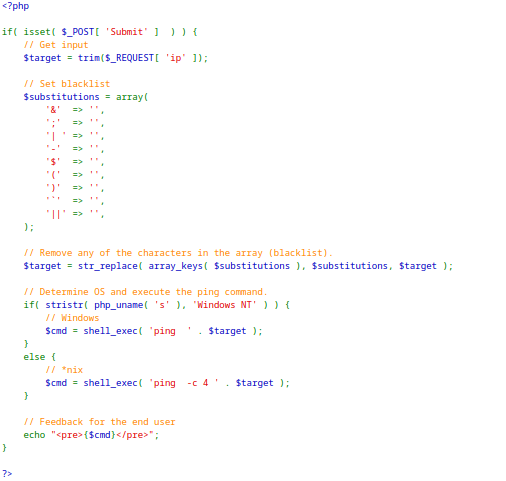 <?php

if( isset( $_POST[ 'Submit' ]  ) ) {
    // Get input
    $target = trim($_REQUEST[ 'ip' ]);

    // Set blacklist
    $substitutions = array(
        '&'  => '',
        ';'  => '',
        '| ' => '',
        '-'  => '',
        '$'  => '',
        '('  => '',
        ')'  => '',
        '`'  => '',
        '||' => '',
    );

    // Remove any of the characters in the array (blacklist).
    $target = str_replace( array_keys( $substitutions ), $substitutions, $target );

    // Determine OS and execute the ping command.
    if( stristr( php_uname( 's' ), 'Windows NT' ) ) {
        // Windows
        $cmd = shell_exec( 'ping  ' . $target );
    }
    else {
        // *nix
        $cmd = shell_exec( 'ping  -c 4 ' . $target );
    }

    // Feedback for the end user
    echo "<pre>{$cmd}</pre>";
}

?>